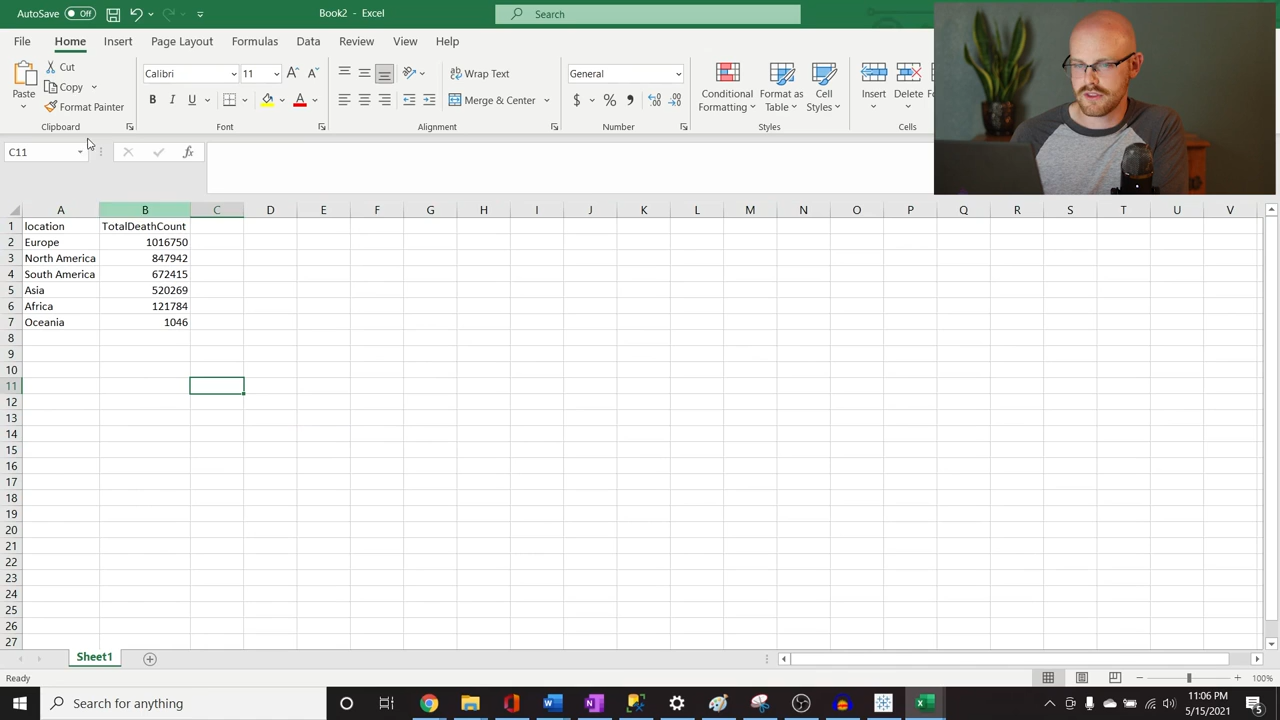 AutoSave Off Book2 - Excel Search
File Home Insert Page Layout Formulas Data Review View Help
Paste Cut Copy Format Painter
Calibri 11
B I U A
Wrap Text
Merge & Center
General
$ % 9
Conditional Formatting Format as Table Cell Styles
Insert Delete
Clipboard Font Alignment Number Styles Cells
C11 fx
A B C D E F G H I J K L M N O P Q R S T U V
1 location TotalDeathCount
2 Europe 1016750
3 North America 847942
4 South America 672415
5 Asia 520269
6 Africa 121784
7 Oceania 1046
8
9
10
11
12
13
14
15
16
17
18
19
20
21
22
23
24
25
26
27
Sheet1
Ready 100%
Search for anything
11:06 PM
5/15/2021
5